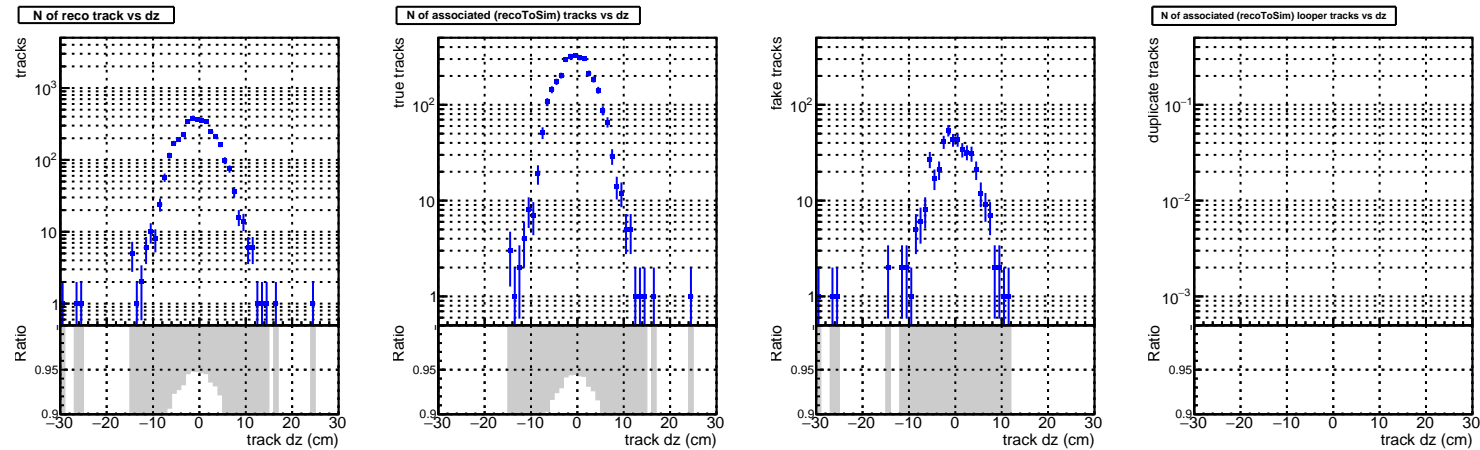 N of reco track vs dz
tracks
10³
10²
10
1
Ratio
0.95
0.9
−30 −20 −10 0 10 20 30
track dz (cm)
N of associated (recoToSim) tracks vs dz
true tracks
10²
10
1
Ratio
0.95
0.9
−30 −20 −10 0 10 20 30
track dz (cm)
fake tracks
10²
10
1
Ratio
0.95
0.9
−30 −20 −10 0 10 20 30
track dz (cm)
N of associated (recoToSim) looper tracks vs dz
duplicate tracks
10⁻¹
10⁻²
10⁻³
Ratio
0.95
0.9
−30 −20 −10 0 10 20 30
track dz (cm)